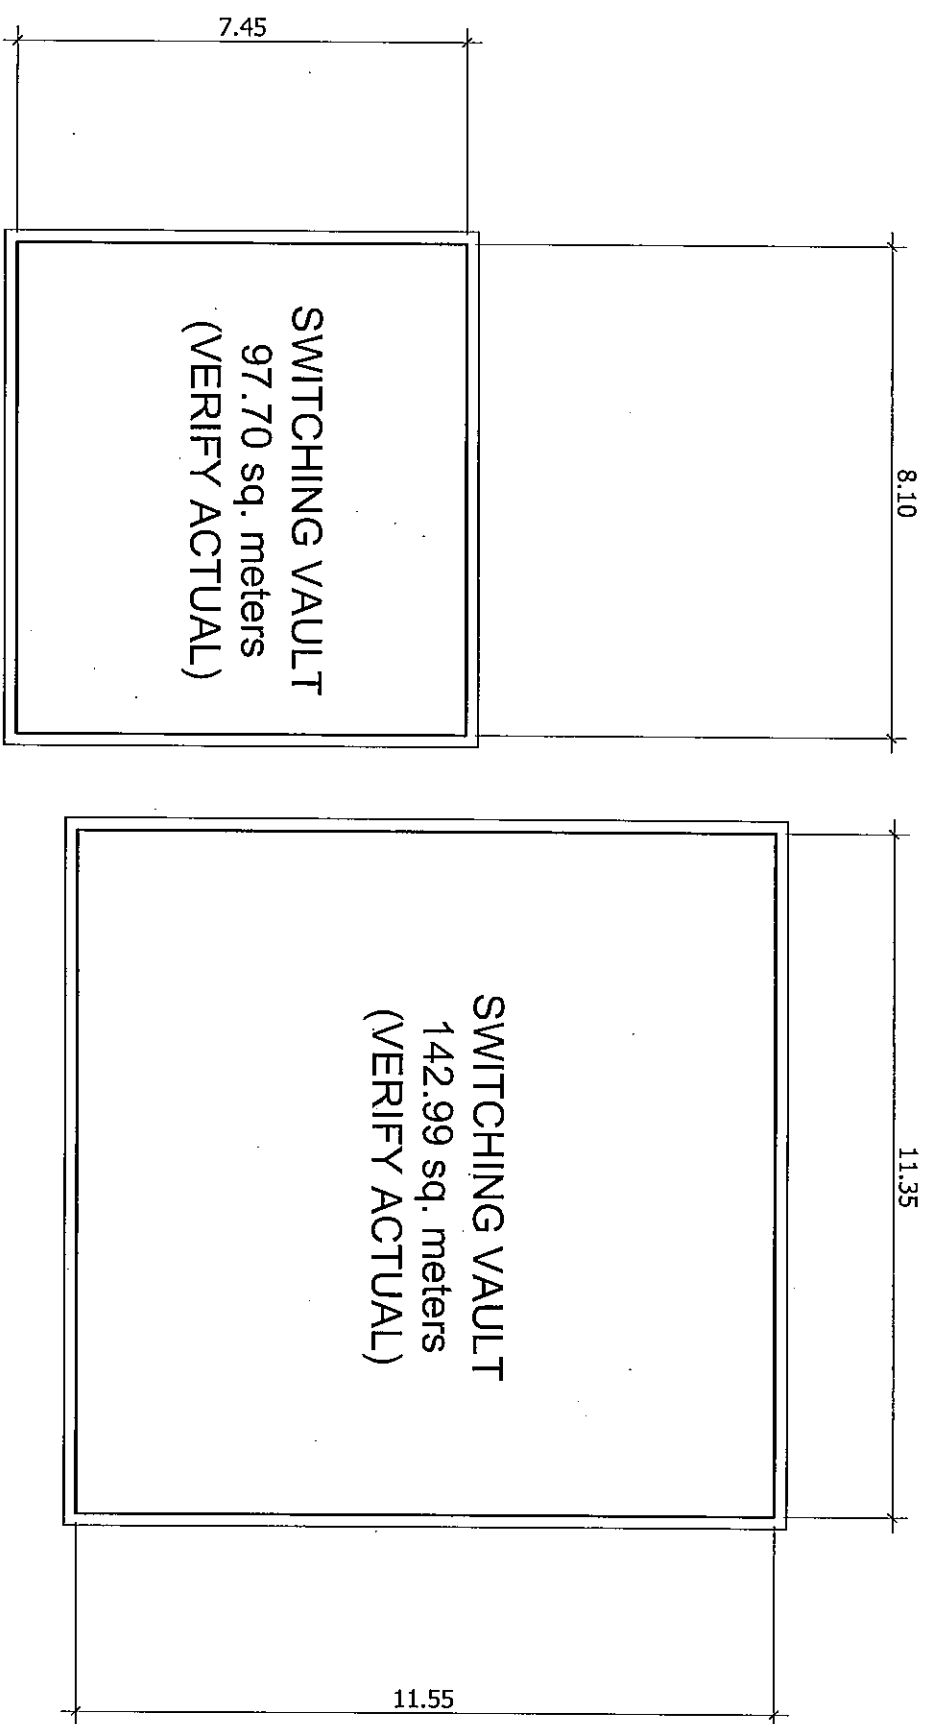 7.45
8.10
SWITCHING VAULT
97.70 sq. meters
(VERIFY ACTUAL)
11.35
SWITCHING VAULT
142.99 sq. meters
(VERIFY ACTUAL)
11.55